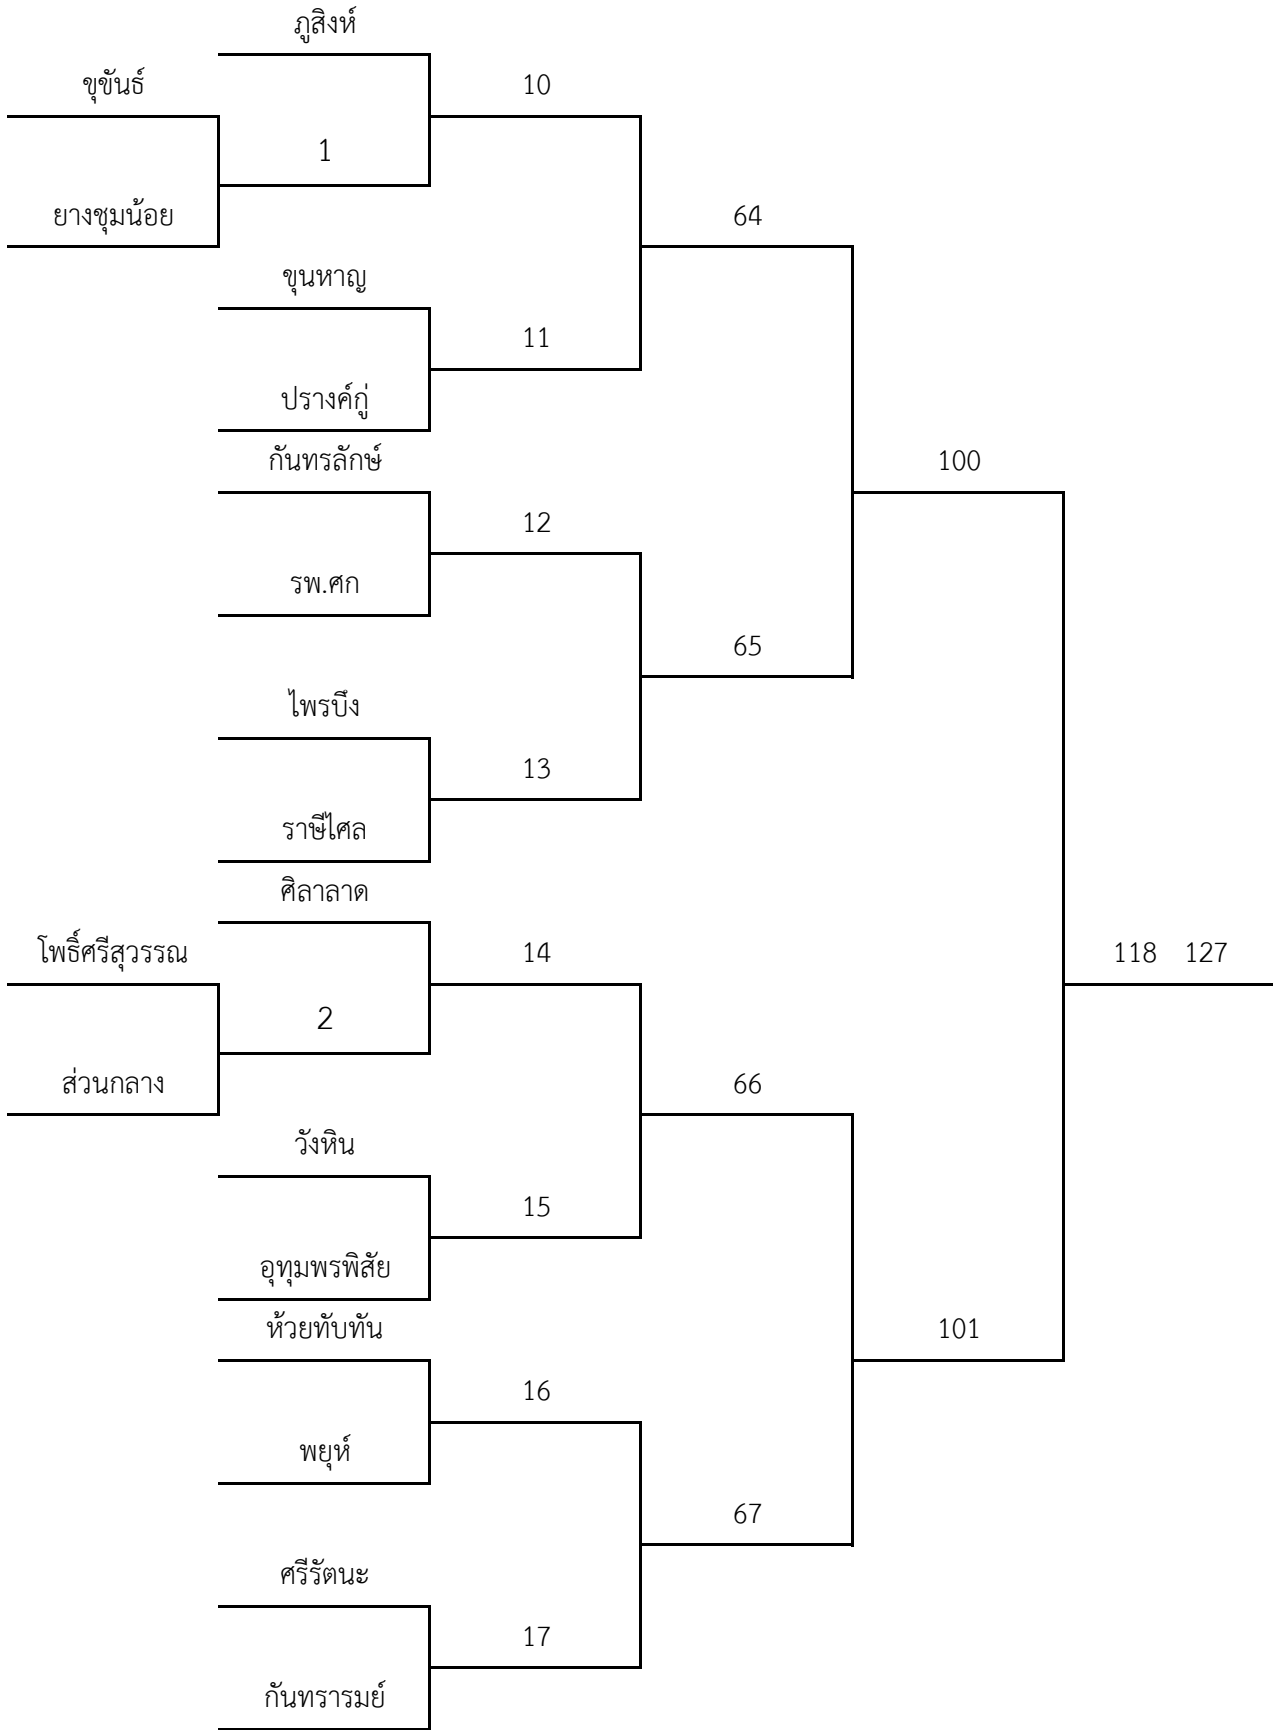 ภูสิงห์
ขุขันธ์
10
1
ยางชุมน้อย
64
ขุนหาญ
11
ปรางค์กู่
กันทรลักษ์
100
12
รพ.ศก
65
ไพรบึง
13
ราษีไศล
ศิลาลาด
โพธิ์ศรีสุวรรณ
14
118 127
2
ส่วนกลาง
66
วังหิน
15
อุทุมพรพิสัย
ห้วยทับทัน
101
16
พยุห์
67
ศรีรัตนะ
17
กันทรารมย์